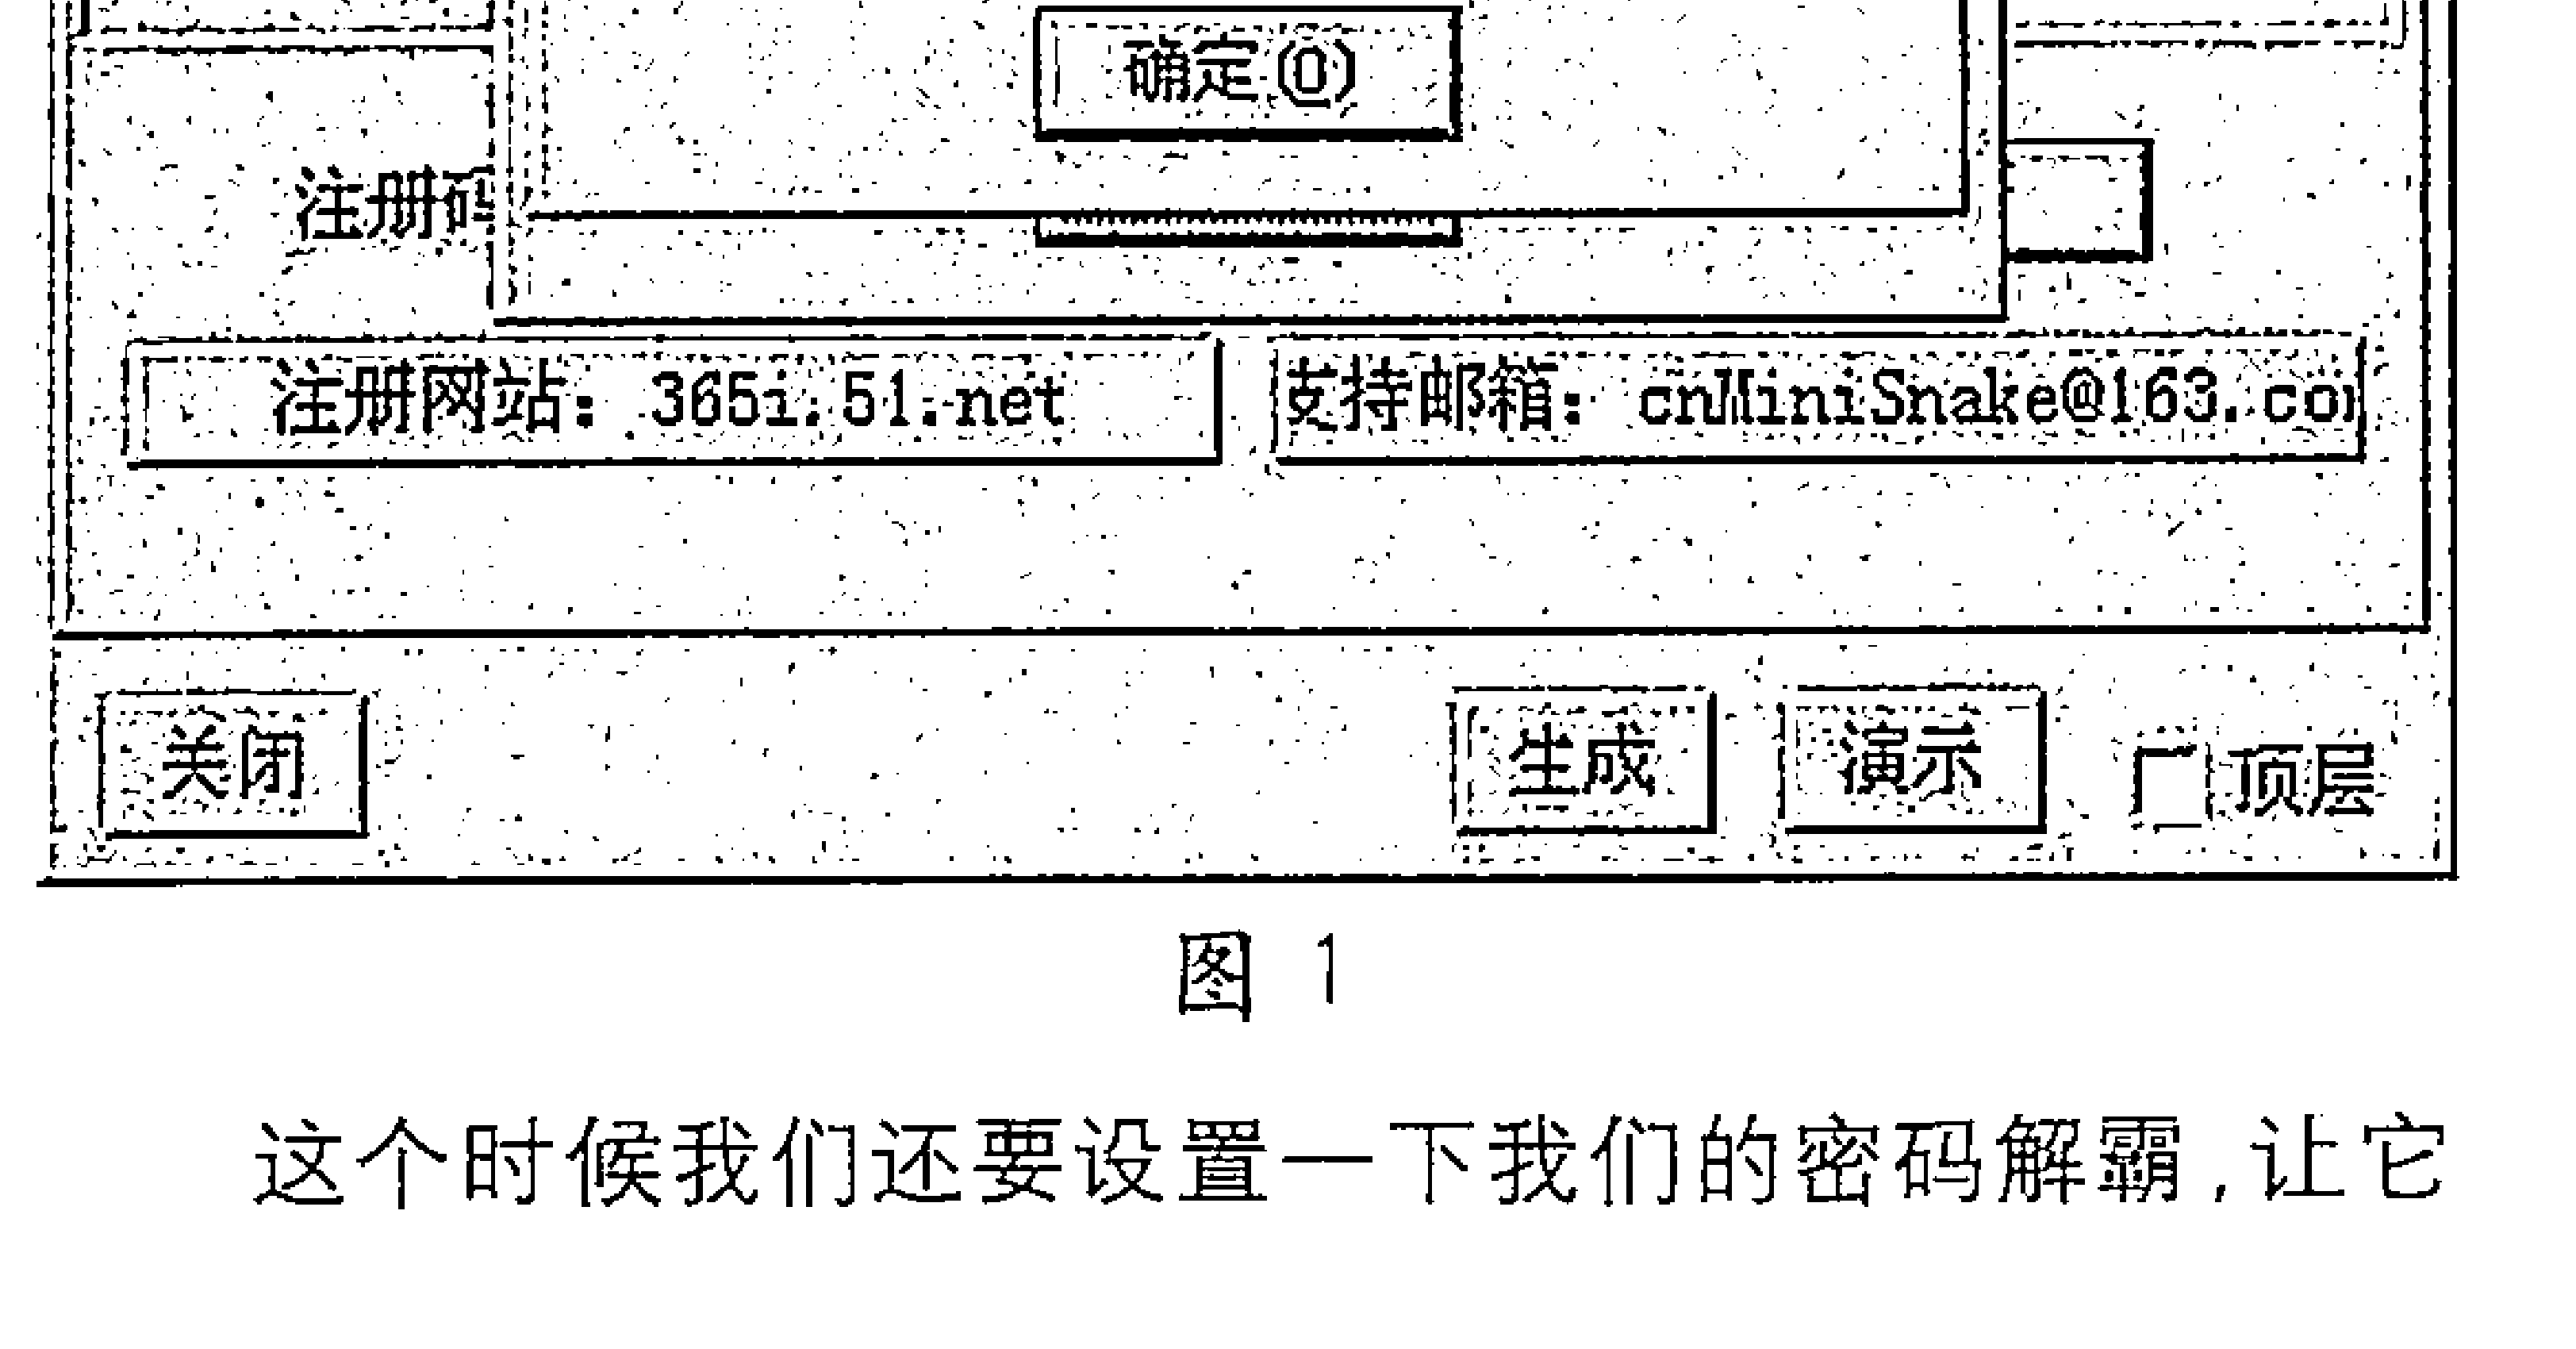 确定(O)
注册码
注册网站：365i.51.net 支持邮箱：cnMiniSnake@163.com
关闭 生成 演示 顶层
图 1
这个时候我们还要设置一下我们的密码解霸,让它